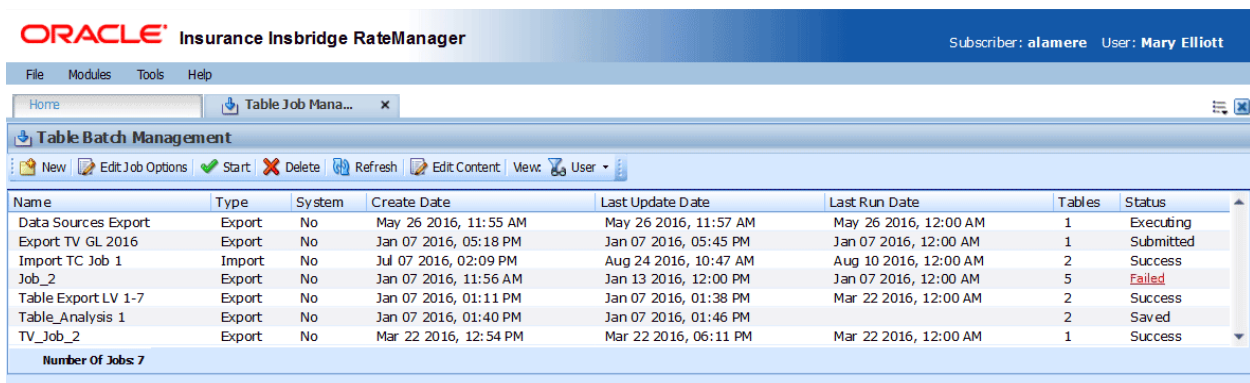 ORACLE® Insurance Insbridge RateManager
Subscriber: alamere User: Mary Elliott
File Modules Tools Help
Home Table Job Mana... x
Table Batch Management
New Edit Job Options Start Delete Refresh Edit Content View: User
Name Type System Create Date Last Update Date Last Run Date Tables Status
Data Sources Export Export No May 26 2016, 11:55 AM May 26 2016, 11:57 AM May 26 2016, 12:00 AM 1 Executing
Export TV GL 2016 Export No Jan 07 2016, 05:18 PM Jan 07 2016, 05:45 PM Jan 07 2016, 12:00 AM 1 Submitted
Import TC Job 1 Import No Jul 07 2016, 02:09 PM Aug 24 2016, 10:47 AM Aug 10 2016, 12:00 AM 2 Success
Job_2 Export No Jan 07 2016, 11:56 AM Jan 13 2016, 12:00 PM Jan 07 2016, 12:00 AM 5 Failed
Table Export LV 1-7 Export No Jan 07 2016, 01:11 PM Jan 07 2016, 01:38 PM Mar 22 2016, 12:00 AM 2 Success
Table_Analysis 1 Export No Jan 07 2016, 01:40 PM Jan 07 2016, 01:46 PM 2 Saved
TV_Job_2 Export No Mar 22 2016, 12:54 PM Mar 22 2016, 06:11 PM Mar 22 2016, 12:00 AM 1 Success
Number Of Jobs: 7